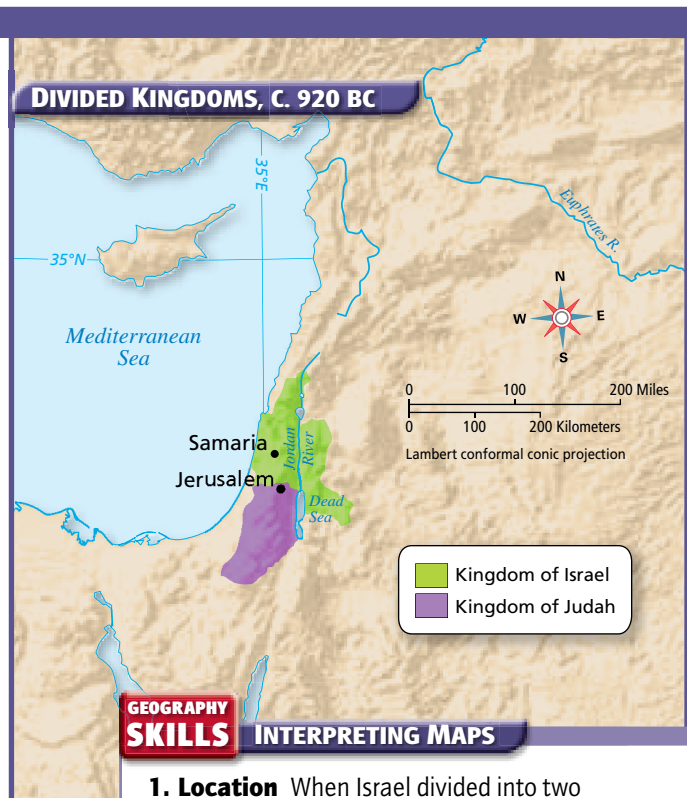 DIVIDED KINGDOMS, C. 920 BC
35°E
Euphrates R.
35°N
N
W E
S
Mediterranean
Sea
0 100 200 Miles
0 100 200 Kilometers
Lambert conformal conic projection
Samaria
Jordan
River
Jerusalem
Dead
Sea
Kingdom of Israel
Kingdom of Judah
GEOGRAPHY
SKILLS INTERPRETING MAPS
1. Location When Israel divided into two